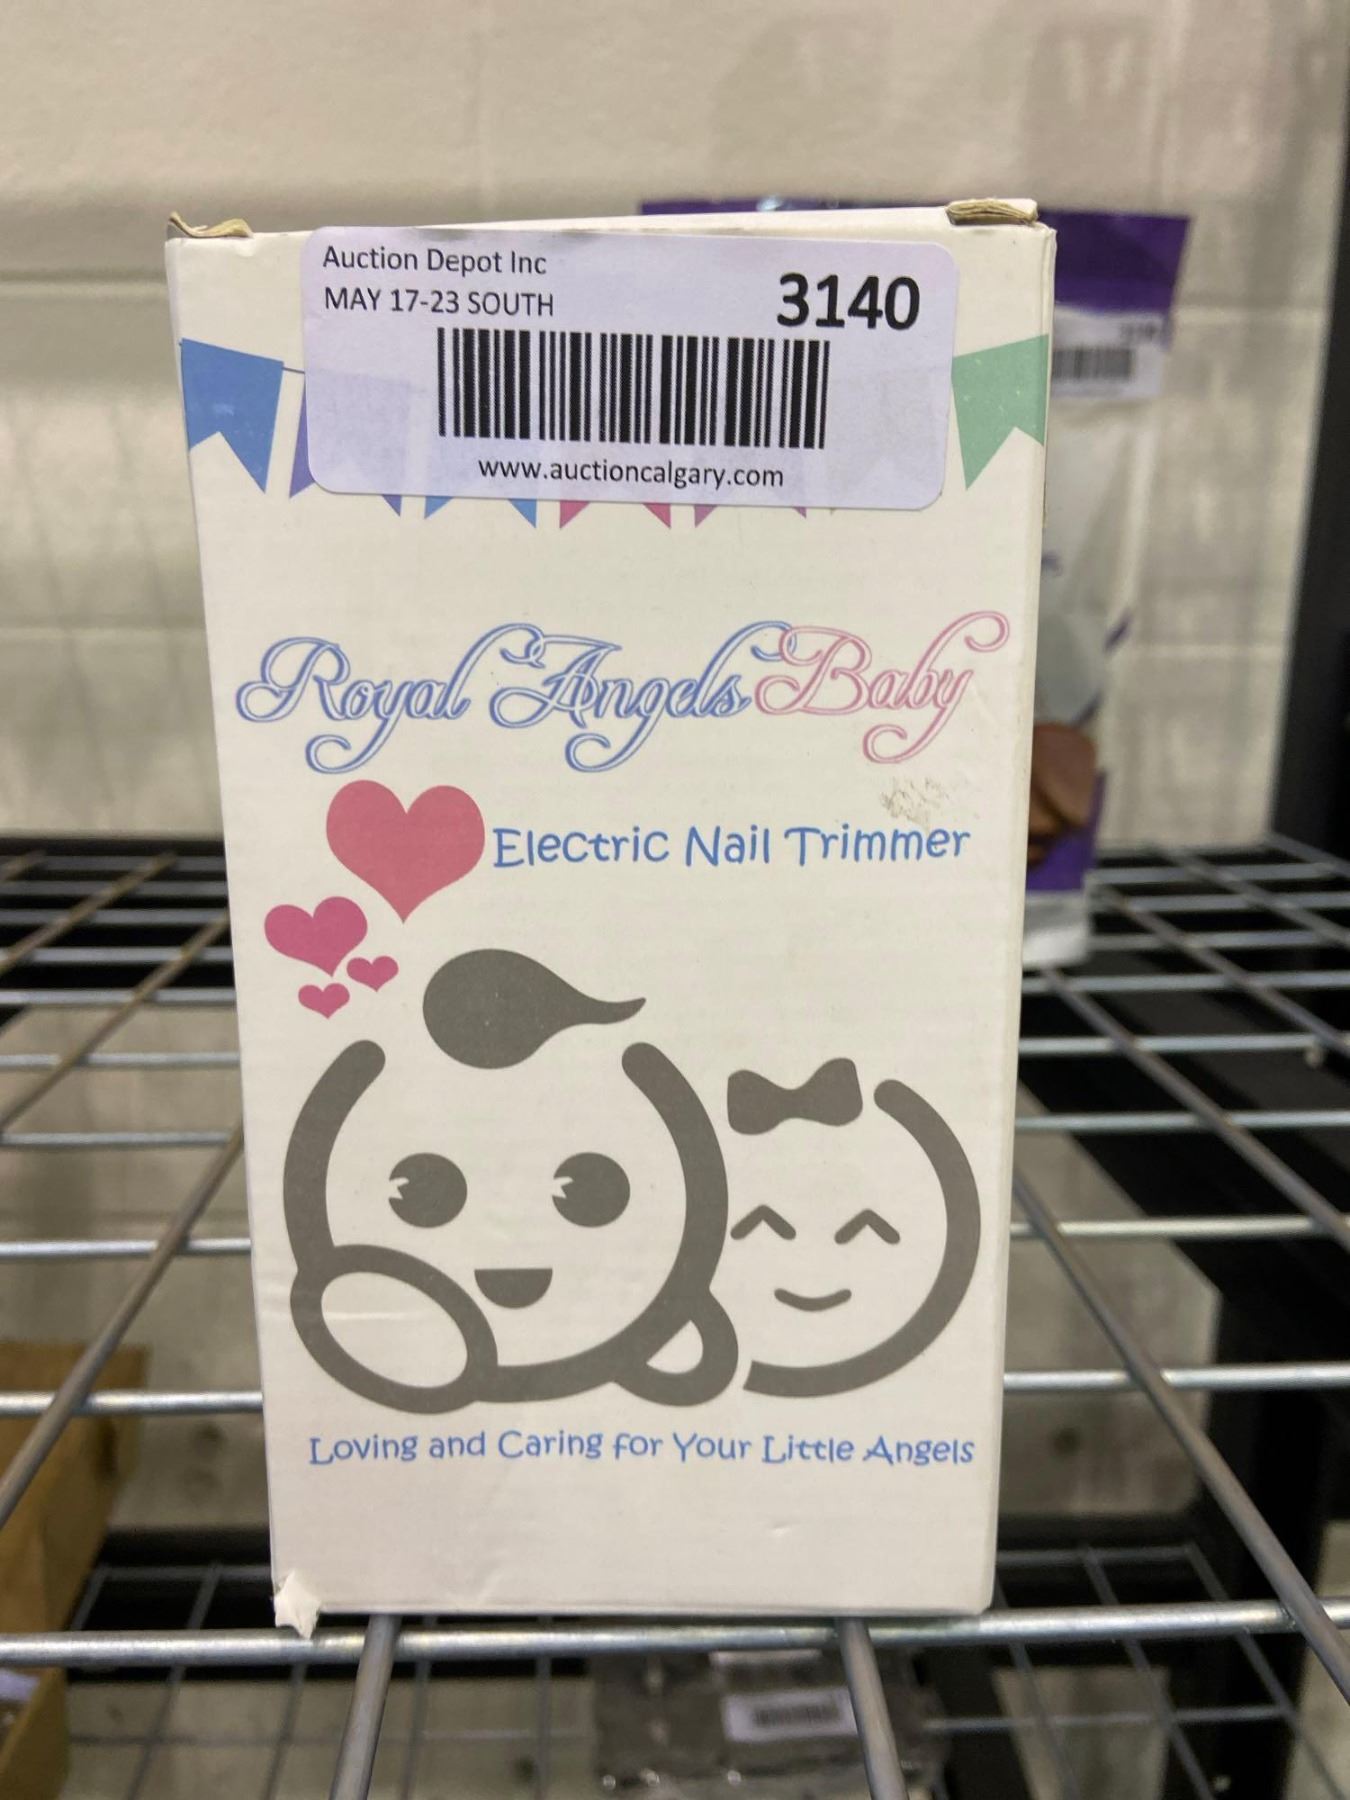 Auction Depot Inc
MAY 17-23 SOUTH
3140
www.auctioncalgary.com
Royal Angels Baby
Electric Nail Trimmer
Loving and Caring for Your Little Angels